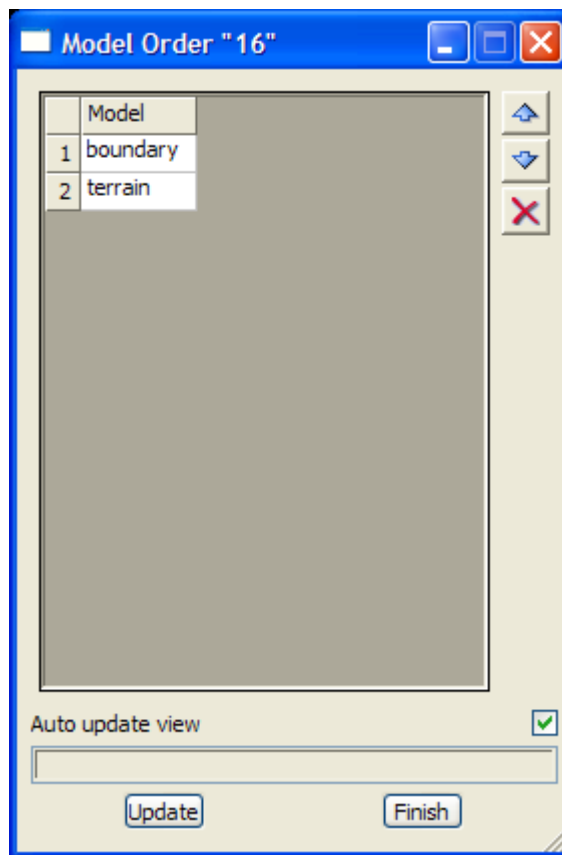 Model Order "16"
Model
1 boundary
2 terrain
Auto update view
Update Finish